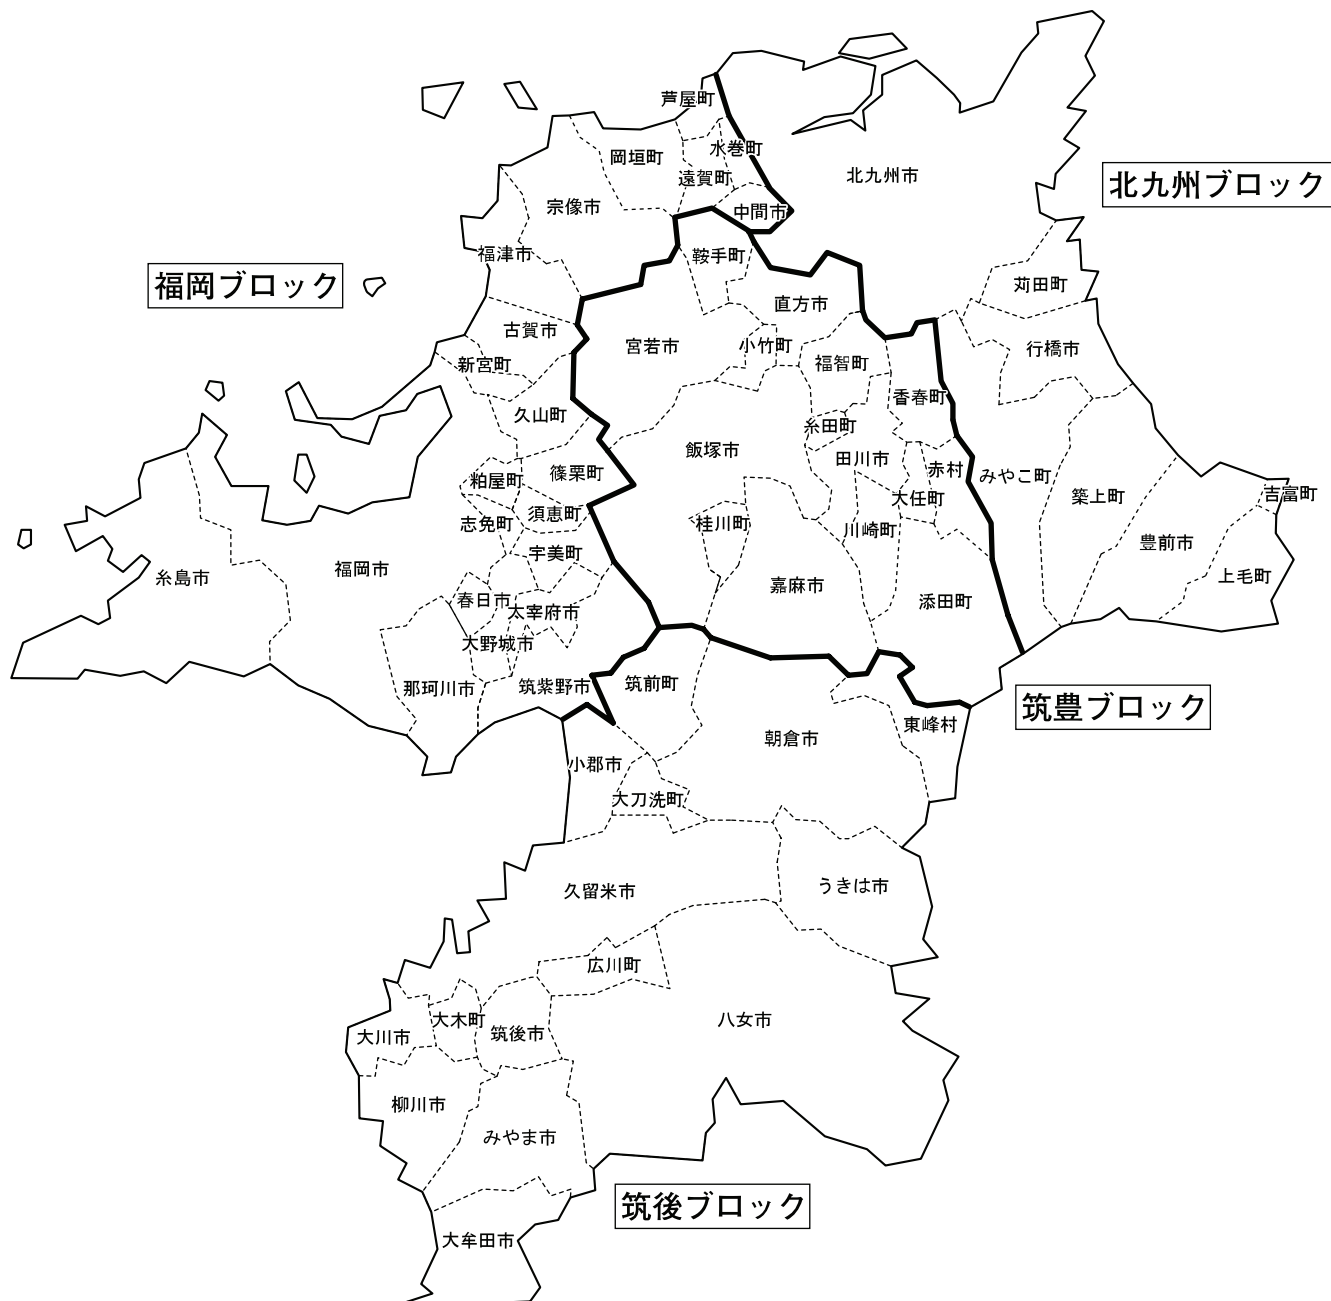 芦屋町
岡垣町
水巻町
遠賀町
北九州市
北九州ブロック
宗像市
中間市
福津市
鞍手町
福岡ブロック
苅田町
直方市
古賀市
宮若市
小竹町
行橋市
新宮町
福智町
香春町
久山町
糸田町
飯塚市
田川市
赤村
篠栗町
粕屋町
みやこ町
築上町
吉富町
大任町
須恵町
志免町
桂川町
川崎町
豊前市
宇美町
糸島市
福岡市
上毛町
嘉麻市
春日市
太宰府市
添田町
大野城市
那珂川市
筑紫野市
筑前町
筑豊ブロック
東峰村
朝倉市
小郡市
大刀洗町
久留米市
うきは市
広川町
大木町
八女市
大川市
筑後市
柳川市
みやま市
筑後ブロック
大牟田市